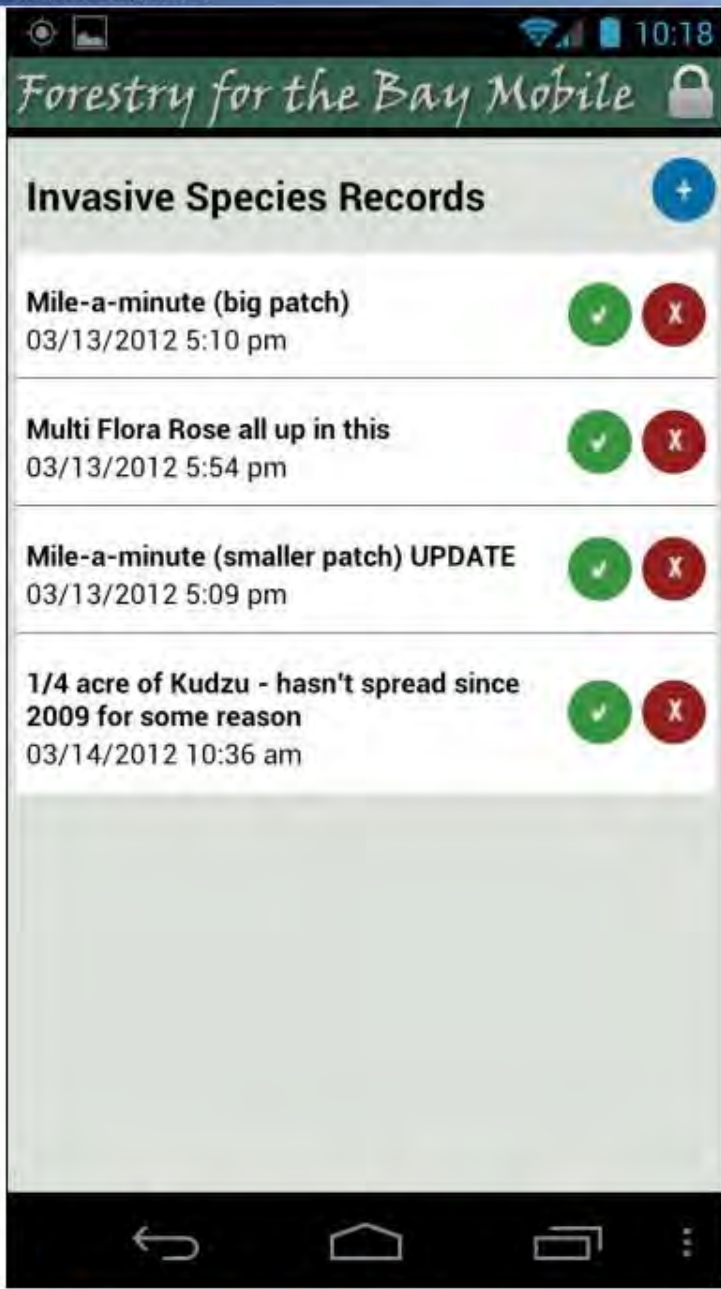 10:18
Forestry for the Bay Mobile
Invasive Species Records
+
Mile-a-minute (big patch)
03/13/2012 5:10 pm
X
Multi Flora Rose all up in this
03/13/2012 5:54 pm
X
Mile-a-minute (smaller patch) UPDATE
03/13/2012 5:09 pm
X
1/4 acre of Kudzu - hasn't spread since
2009 for some reason
03/14/2012 10:36 am
X